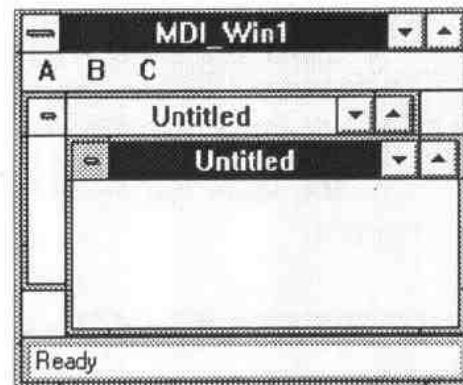 MDI_Win1
A B C
Untitled
Untitled
Ready